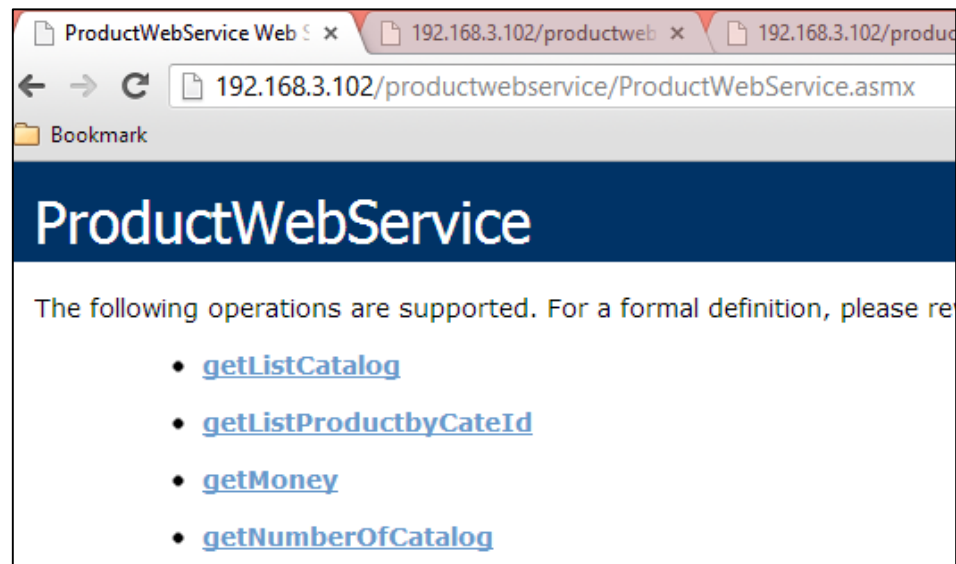 ProductWebService Web S
192.168.3.102/productweb
192.168.3.102/produc
192.168.3.102/productwebservice/ProductWebService.asmx
Bookmark
ProductWebService
The following operations are supported. For a formal definition, please re
getListCatalog
getListProductbyCateId
getMoney
getNumberOfCatalog